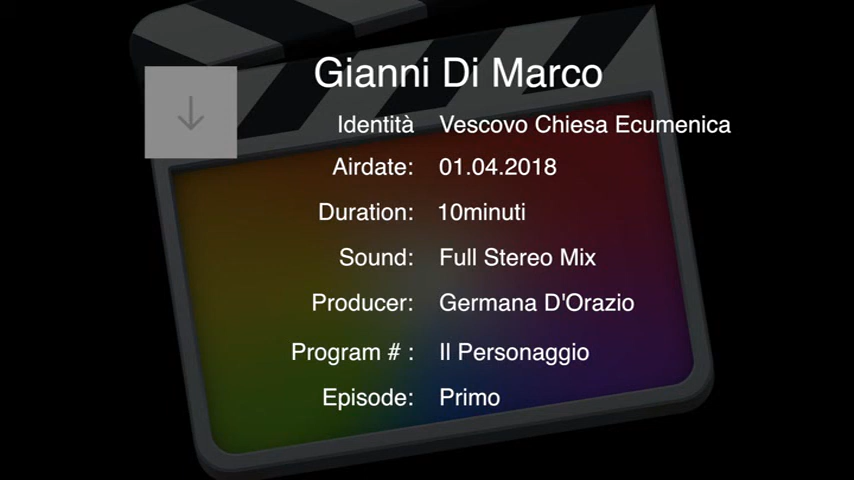 Gianni Di Marco
Identità Vescovo Chiesa Ecumenica
Airdate: 01.04.2018
Duration: 10minuti
Sound: Full Stereo Mix
Producer: Germana D'Orazio
Program # : Il Personaggio
Episode: Primo